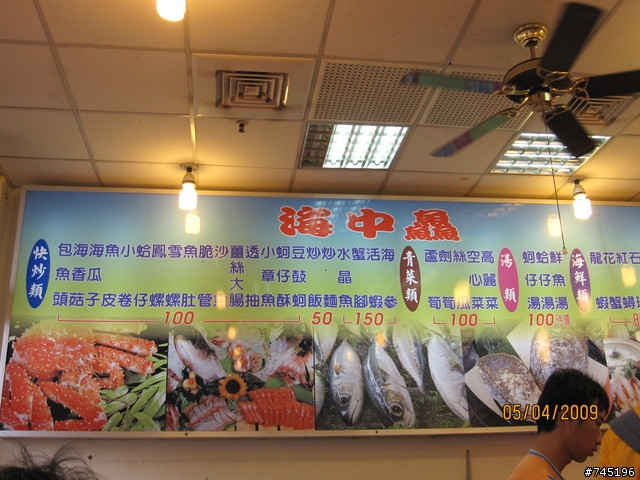 海中鱻
快炒類
包魚頭
海香菇
海瓜子
魚皮
小卷
蛤仔
鳳螺
雪螺
魚肚
脆管
沙魚
薑絲大腸
透抽
小章魚
蚵仔酥
豆鼓蚵
炒飯
炒麵
水晶魚
蟹腳
活蝦
海參
100
50
150
青菜類
蘆筍
劍筍
絲瓜
空心菜
高麗菜
100
湯類
蚵仔湯
蛤仔湯
鮮魚湯
100
海鮮類
龍蝦
花蟹
紅蟳
石
05/04/2009
#745196